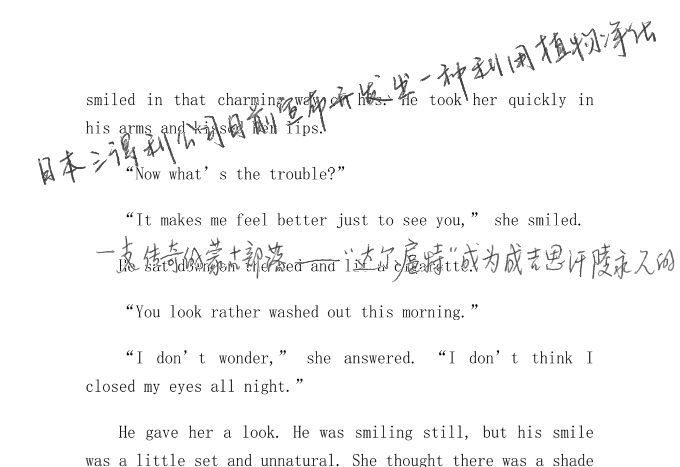 smiled in that charming way of his. He took her quickly in
his arms and kissed her lips.
日本三得利公司日前宣布开发出一种利用植物净化
“Now what’s the trouble?”
“It makes me feel better just to see you,” she smiled.
一支传奇的蒙古部落——“达尔扈特”成为成吉思汗陵永久的
He sat down on the bed and lit a cigarette.
“You look rather washed out this morning.”
“I don’t wonder,” she answered. “I don’t think I
closed my eyes all night.”
He gave her a look. He was smiling still, but his smile
was a little set and unnatural. She thought there was a shade